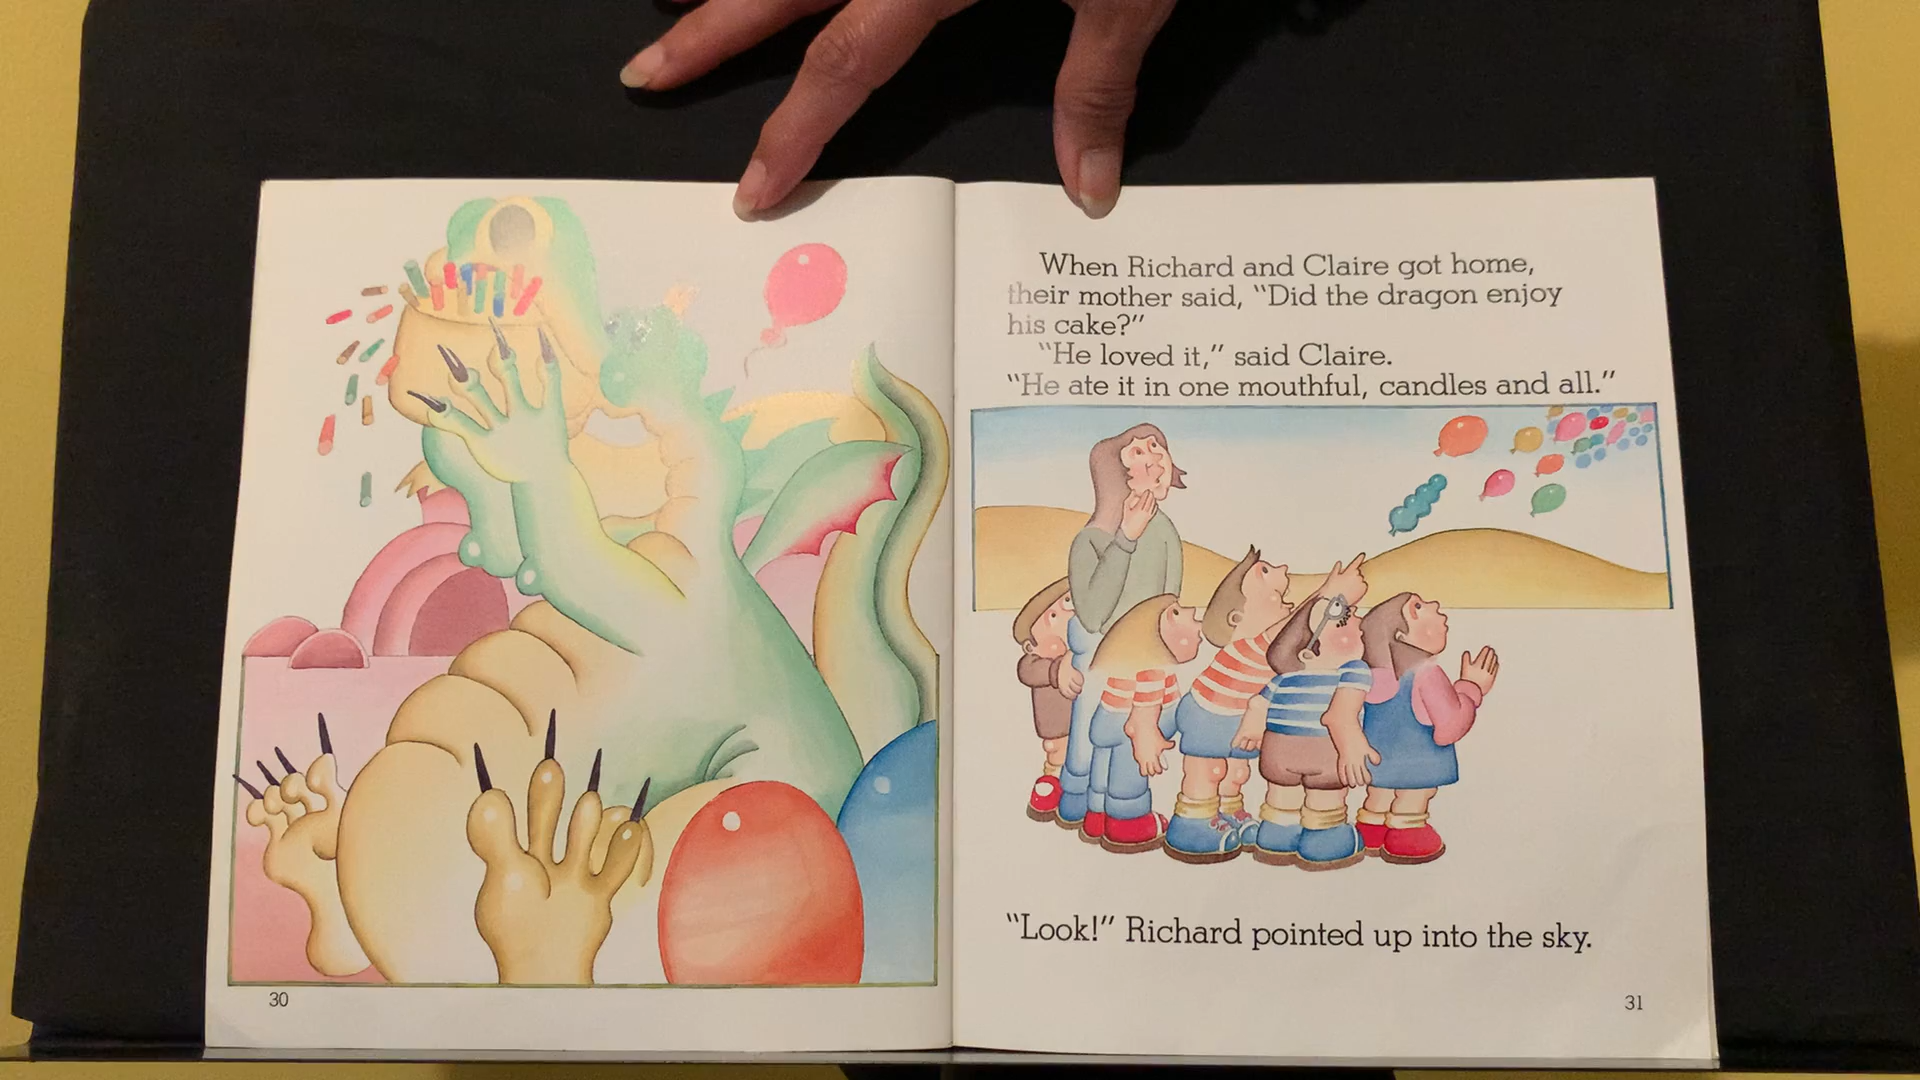 When Richard and Claire got home,
their mother said, “Did the dragon enjoy
his cake?”
“He loved it,” said Claire.
“He ate it in one mouthful, candles and all.”
“Look!” Richard pointed up into the sky.
30
31